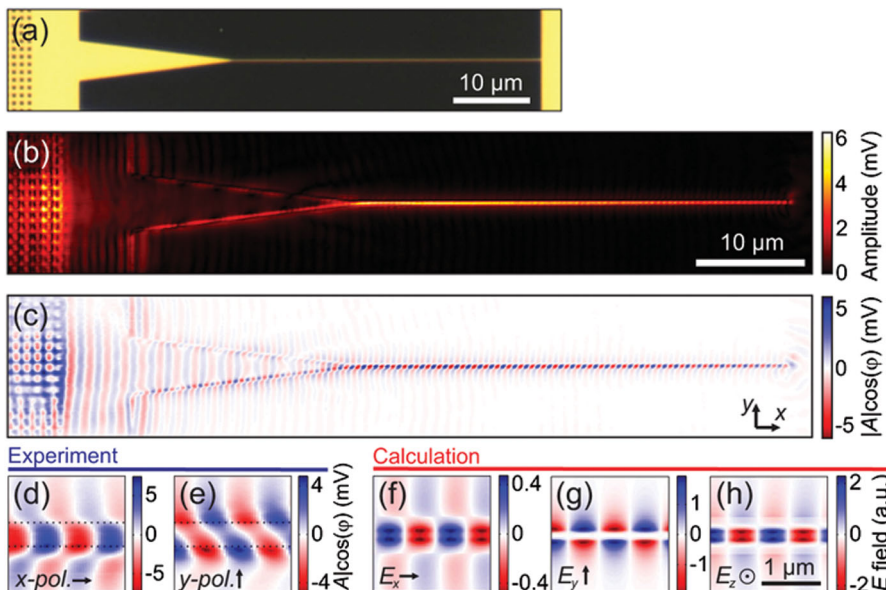 (a)
10 μm
(b)
10 μm
6
4
2
0
Amplitude (mV)
(c)
y
x
5
0
-5
|A|cos(φ)
Experiment
Calculation
(d)
x-pol.
5
0
-5
(e)
y-pol.
4
0
-4
A|cos(φ) (mV)
(f)
Ex
0.4
0
-0.4
(g)
Ey
1
0
-1
(h)
Ez
1 μm
2
0
-2
E field (a.u.)